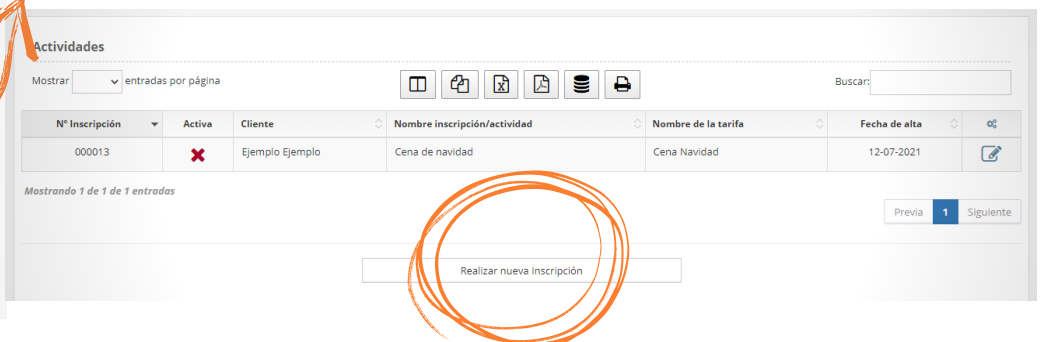 Actividades
Mostrar entradas por página Buscar:
Nº Inscripción Activa Cliente Nombre inscripción/actividad Nombre de la tarifa Fecha de alta
000013 Ejemplo Ejemplo Cena de navidad Cena Navidad 12-07-2021
Mostrando 1 de 1 de 1 entradas
Previa 1 Siguiente
Realizar nueva Inscripción